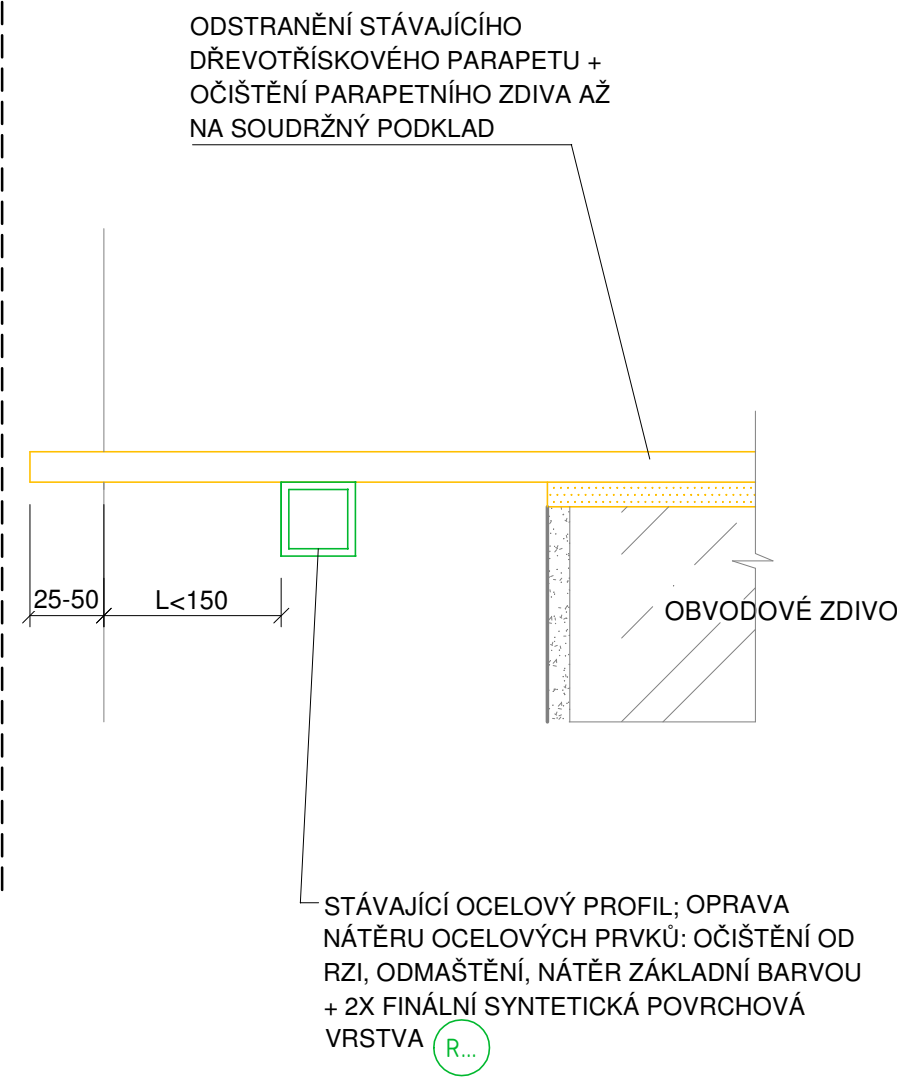 ODSTRANĚNÍ STÁVAJÍCÍHO
DŘEVOTŘÍSKOVÉHO PARAPETU +
OČIŠTĚNÍ PARAPETNÍHO ZDIVA AŽ
NA SOUDRŽNÝ PODKLAD
25-50
L<150
OBVODOVÉ ZDIVO
STÁVAJÍCÍ OCELOVÝ PROFIL; OPRAVA
NÁTĚRU OCELOVÝCH PRVKŮ: OČIŠTĚNÍ OD
RZI, ODMAŠTĚNÍ, NÁTĚR ZÁKLADNÍ BARVOU
+ 2X FINÁLNÍ SYNTETICKÁ POVRCHOVÁ
VRSTVA R...